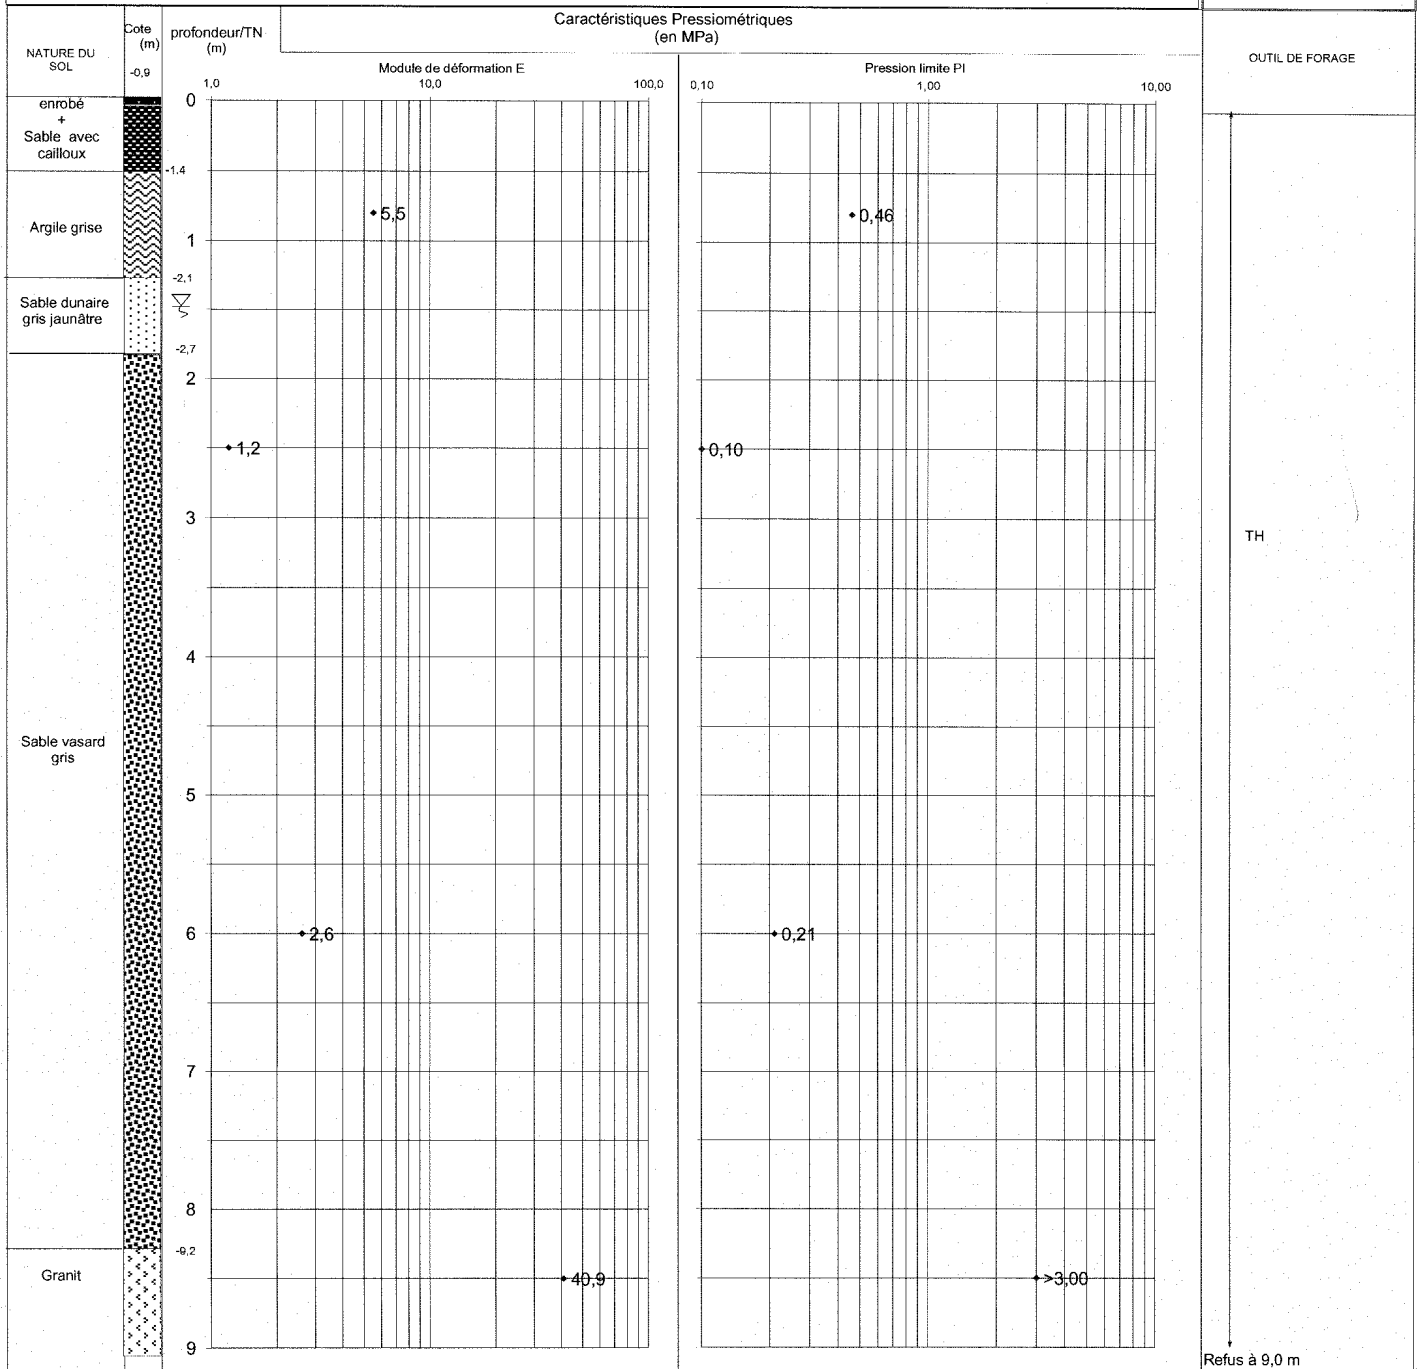 Caractéristiques Pressiométriques
(en MPa)
NATURE DU
SOL
Cote
(m)
-0,9
profondeur/TN
(m)
Module de déformation E
1,0
10,0
100,0
Pression limite Pl
0,10
1,00
10,00
OUTIL DE FORAGE
0
enrobé
+
Sable avec
cailloux
-1.4
Argile grise
5,5
0,46
1
-2,1
Sable dunaire
gris jaunâtre
-2,7
2
1,2
0,10
3
TH
4
Sable vasard
gris
5
6
2,6
0,21
7
8
-9,2
Granit
40,9
>3,00
9
Refus à 9,0 m